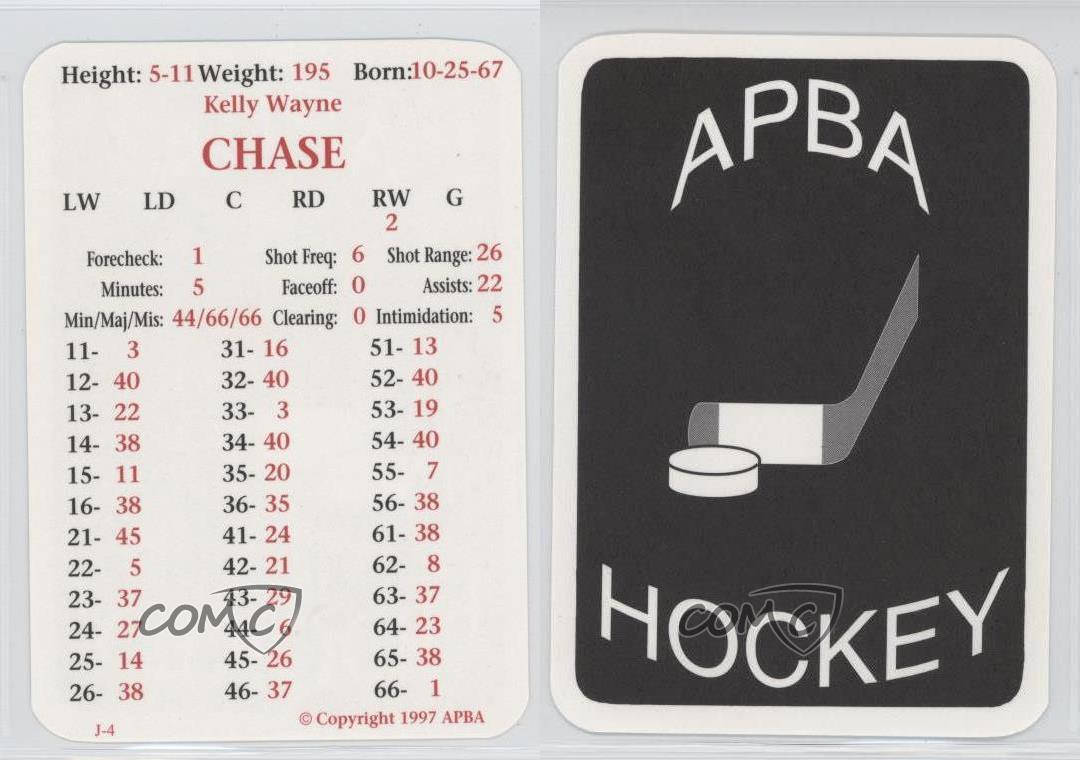 Height: 5-11 Weight: 195 Born: 10-25-67
Kelly Wayne
CHASE
LW LD C RD RW G
2
Forecheck: 1 Shot Freq: 6 Shot Range: 26
Minutes: 5 Faceoff: 0 Assists: 22
Min/Maj/Mis: 44/66/66 Clearing: 0 Intimidation: 5
11- 3 31- 16 51- 13
12- 40 32- 40 52- 40
13- 22 33- 3 53- 19
14- 38 34- 40 54- 40
15- 11 35- 20 55- 7
16- 38 36- 35 56- 38
21- 45 41- 24 61- 38
22- 5 42- 21 62- 8
23- 37 43- 29 63- 37
24- 27 44- 6 64- 23
25- 14 45- 26 65- 38
26- 38 46- 37 66- 1
J-4 © Copyright 1997 APBA
COMC
APBA
HOCKEY
COMC